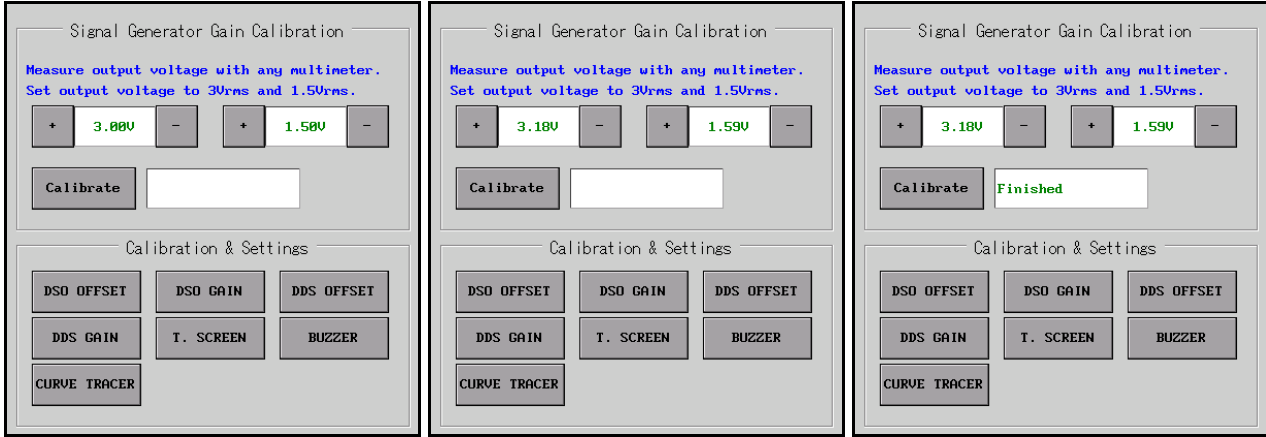 Signal Generator Gain Calibration
Measure output voltage with any multimeter.
Set output voltage to 3Vrms and 1.5Vrms.
+ 3.00V - + 1.50V -
Calibrate
Calibration & Settings
DSO OFFSET DSO GAIN DDS OFFSET
DDS GAIN T. SCREEN BUZZER
CURVE TRACER
Signal Generator Gain Calibration
Measure output voltage with any multimeter.
Set output voltage to 3Vrms and 1.5Vrms.
+ 3.18V - + 1.59V -
Calibrate
Calibration & Settings
DSO OFFSET DSO GAIN DDS OFFSET
DDS GAIN T. SCREEN BUZZER
CURVE TRACER
Signal Generator Gain Calibration
Measure output voltage with any multimeter.
Set output voltage to 3Vrms and 1.5Vrms.
+ 3.18V - + 1.59V -
Calibrate Finished
Calibration & Settings
DSO OFFSET DSO GAIN DDS OFFSET
DDS GAIN T. SCREEN BUZZER
CURVE TRACER